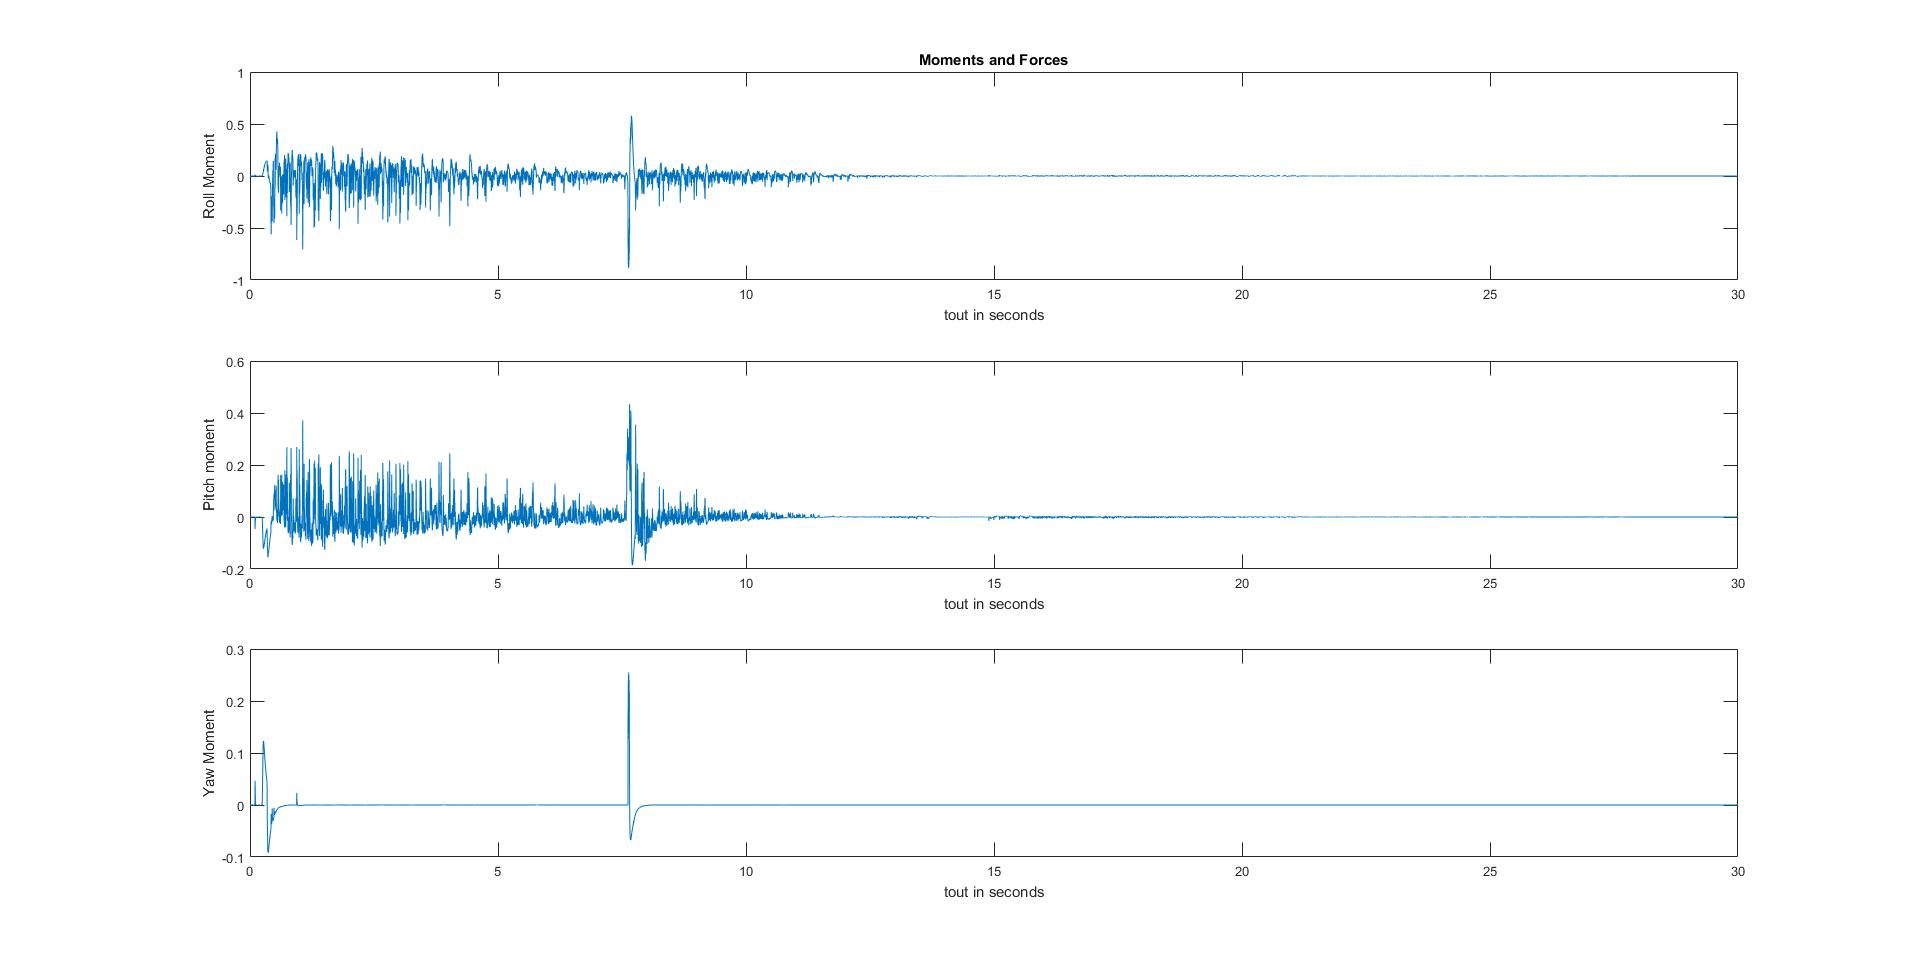 Moments and Forces
1
0.5
0
-0.5
-1
Roll Moment
0 5 10 15 20 25 30
tout in seconds
0.6
0.4
0.2
0
-0.2
Pitch moment
0 5 10 15 20 25 30
tout in seconds
0.3
0.2
0.1
0
-0.1
Yaw Moment
0 5 10 15 20 25 30
tout in seconds